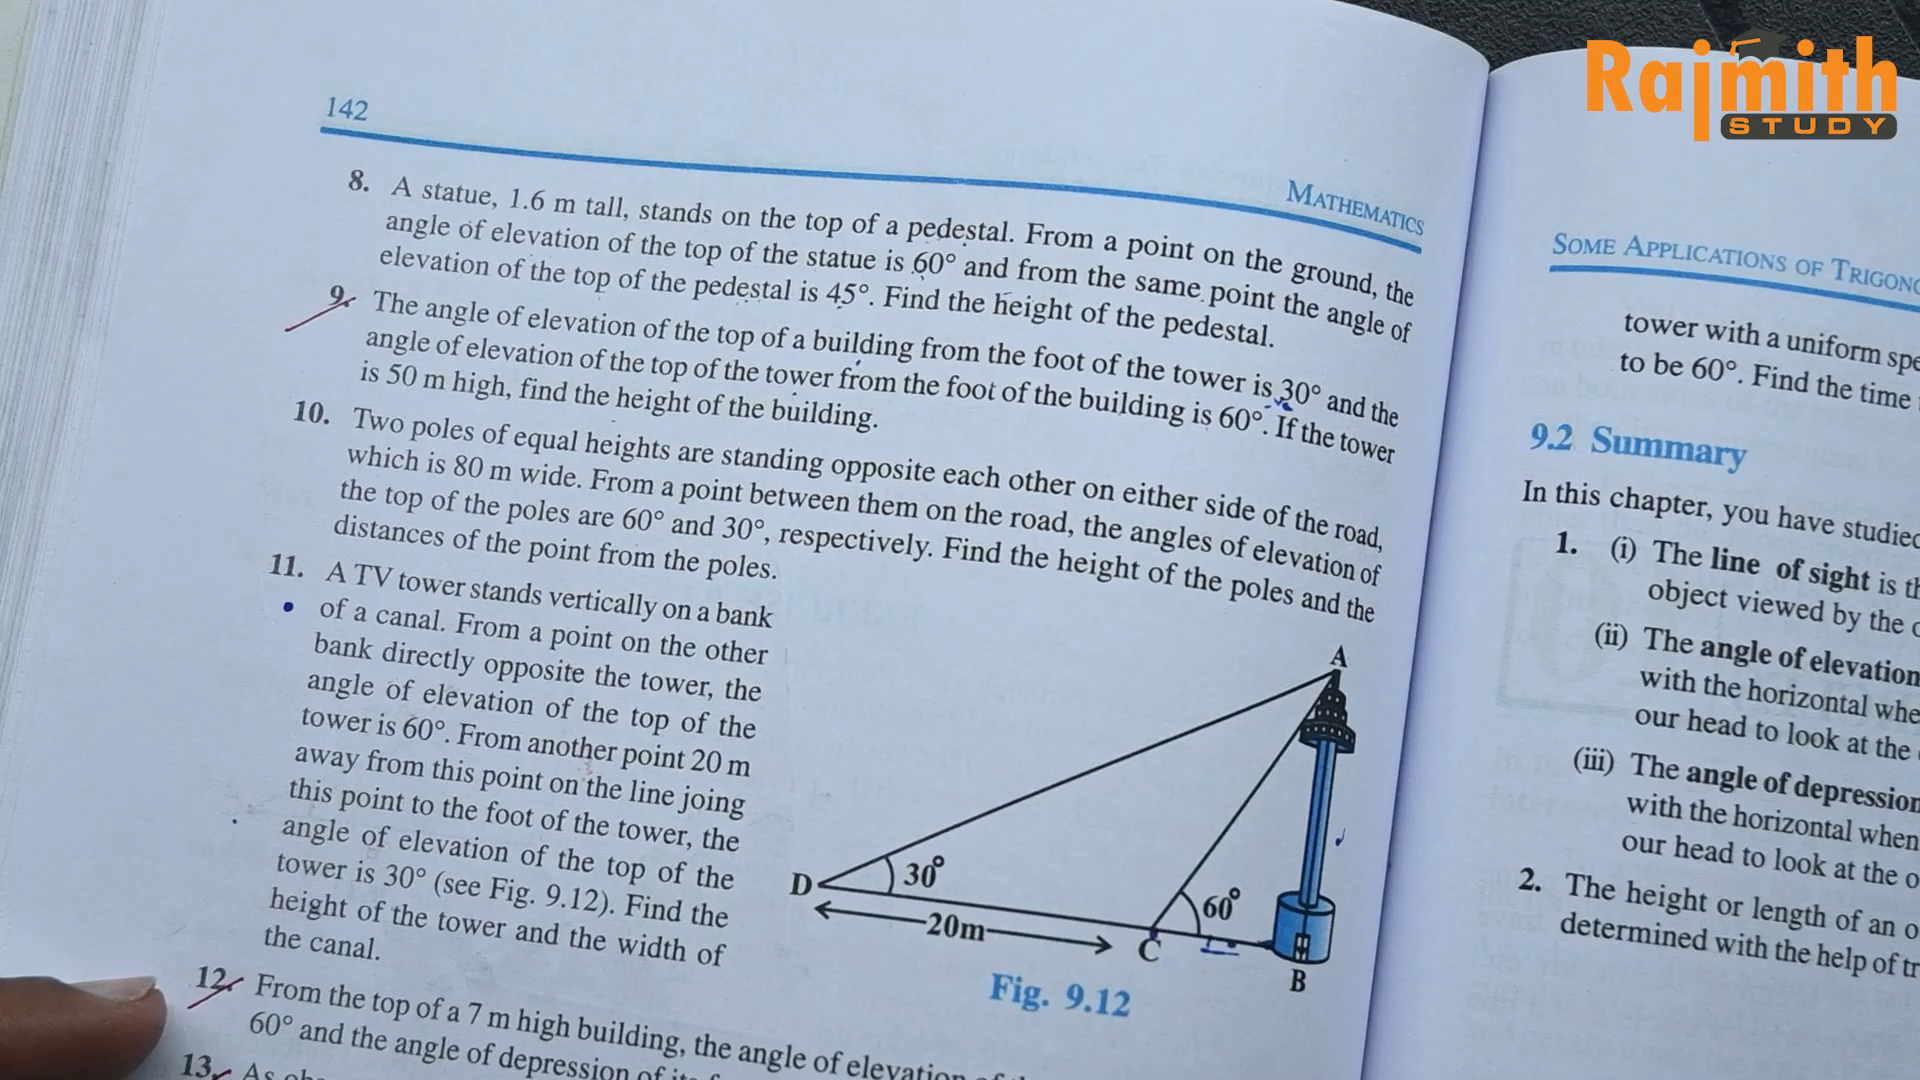 Rajmith
STUDY
142
MATHEMATICS
8. A statue, 1.6 m tall, stands on the top of a pedestal. From a point on the ground, the
angle of elevation of the top of the statue is 60° and from the same point the angle of
elevation of the top of the pedestal is 45°. Find the height of the pedestal.
9. The angle of elevation of the top of a building from the foot of the tower is 30° and the
angle of elevation of the top of the tower from the foot of the building is 60°. If the tower
is 50 m high, find the height of the building.
10. Two poles of equal heights are standing opposite each other on either side of the road,
which is 80 m wide. From a point between them on the road, the angles of elevation of
the top of the poles are 60° and 30°, respectively. Find the height of the poles and the
distances of the point from the poles.
11. A TV tower stands vertically on a bank
of a canal. From a point on the other
bank directly opposite the tower, the
angle of elevation of the top of the
tower is 60°. From another point 20 m
away from this point on the line joing
this point to the foot of the tower, the
angle of elevation of the top of the
tower is 30° (see Fig. 9.12). Find the
height of the tower and the width of
the canal.
A
D
30°
60°
20m
C
B
Fig. 9.12
12. From the top of a 7 m high building, the angle of elevation
60° and the angle of depression of
13. As
SOME APPLICATIONS OF
tower with a uniform
to be 60°. Find the time
9.2 Summary
In this chapter, you have studied
1. (i) The line of sight is
object viewed by the
(ii) The angle of elevation
with the horizontal
our head to look at the
(iii) The angle of depression
with the horizontal when
our head to look at the
2. The height or length of an
determined with the help of